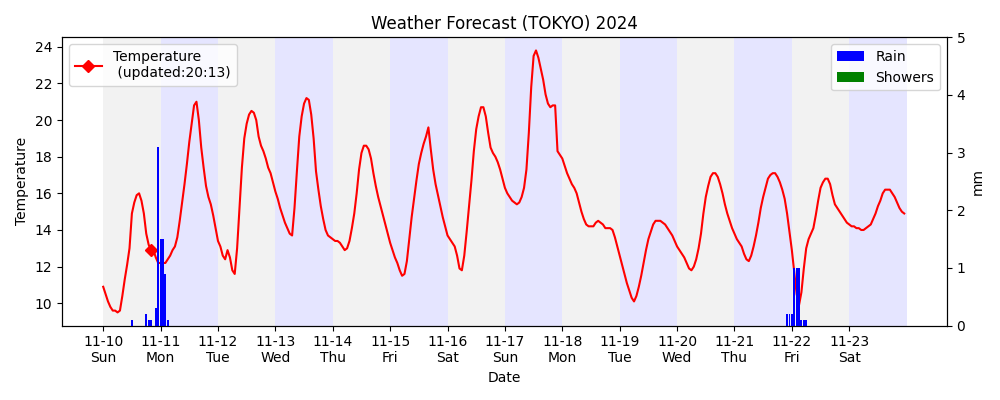 Weather Forecast (TOKYO) 2024
Temperature
(updated:20:13)
Rain
Showers
Temperature
24
22
20
18
16
14
12
10
5
4
3
2
1
0
mm
11-10 11-11 11-12 11-13 11-14 11-15 11-16 11-17 11-18 11-19 11-20 11-21 11-22 11-23
Sun Mon Tue Wed Thu Fri Sat Sun Mon Tue Wed Thu Fri Sat
Date